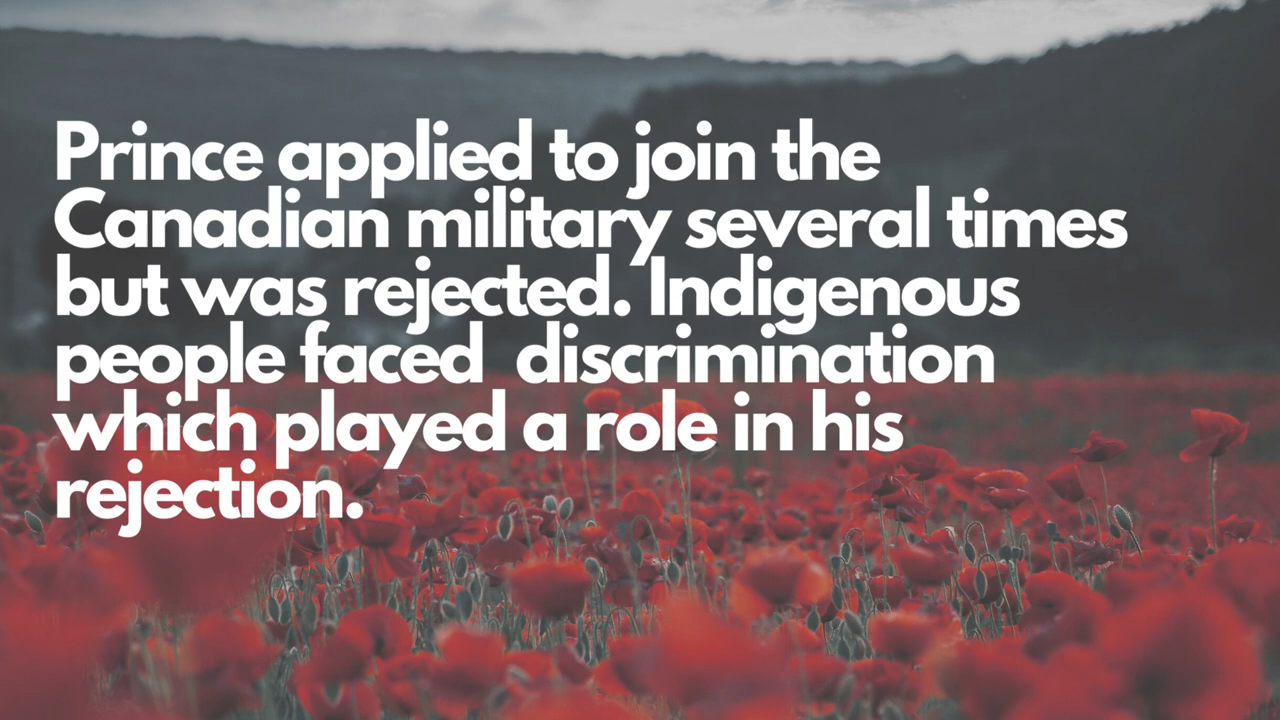 Prince applied to join the
Canadian military several times
but was rejected. Indigenous
people faced  discrimination
which played a role in his
rejection.